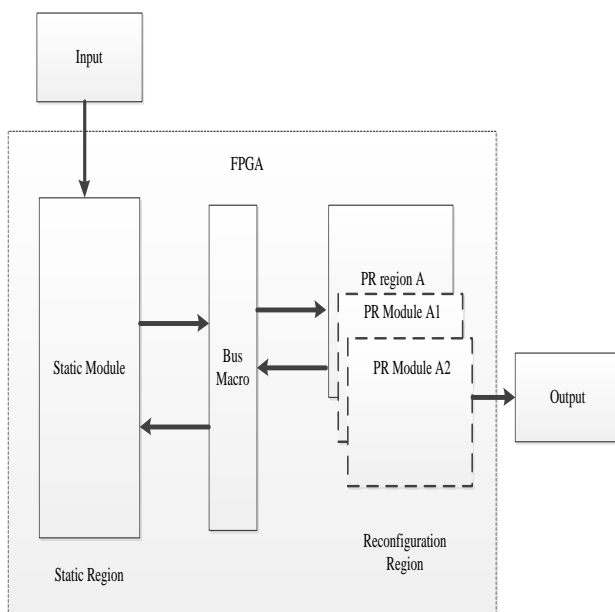 Input
FPGA
PR region A
PR Module A1
PR Module A2
Static Module
Bus
Macro
Output
Reconfiguration
Region
Static Region